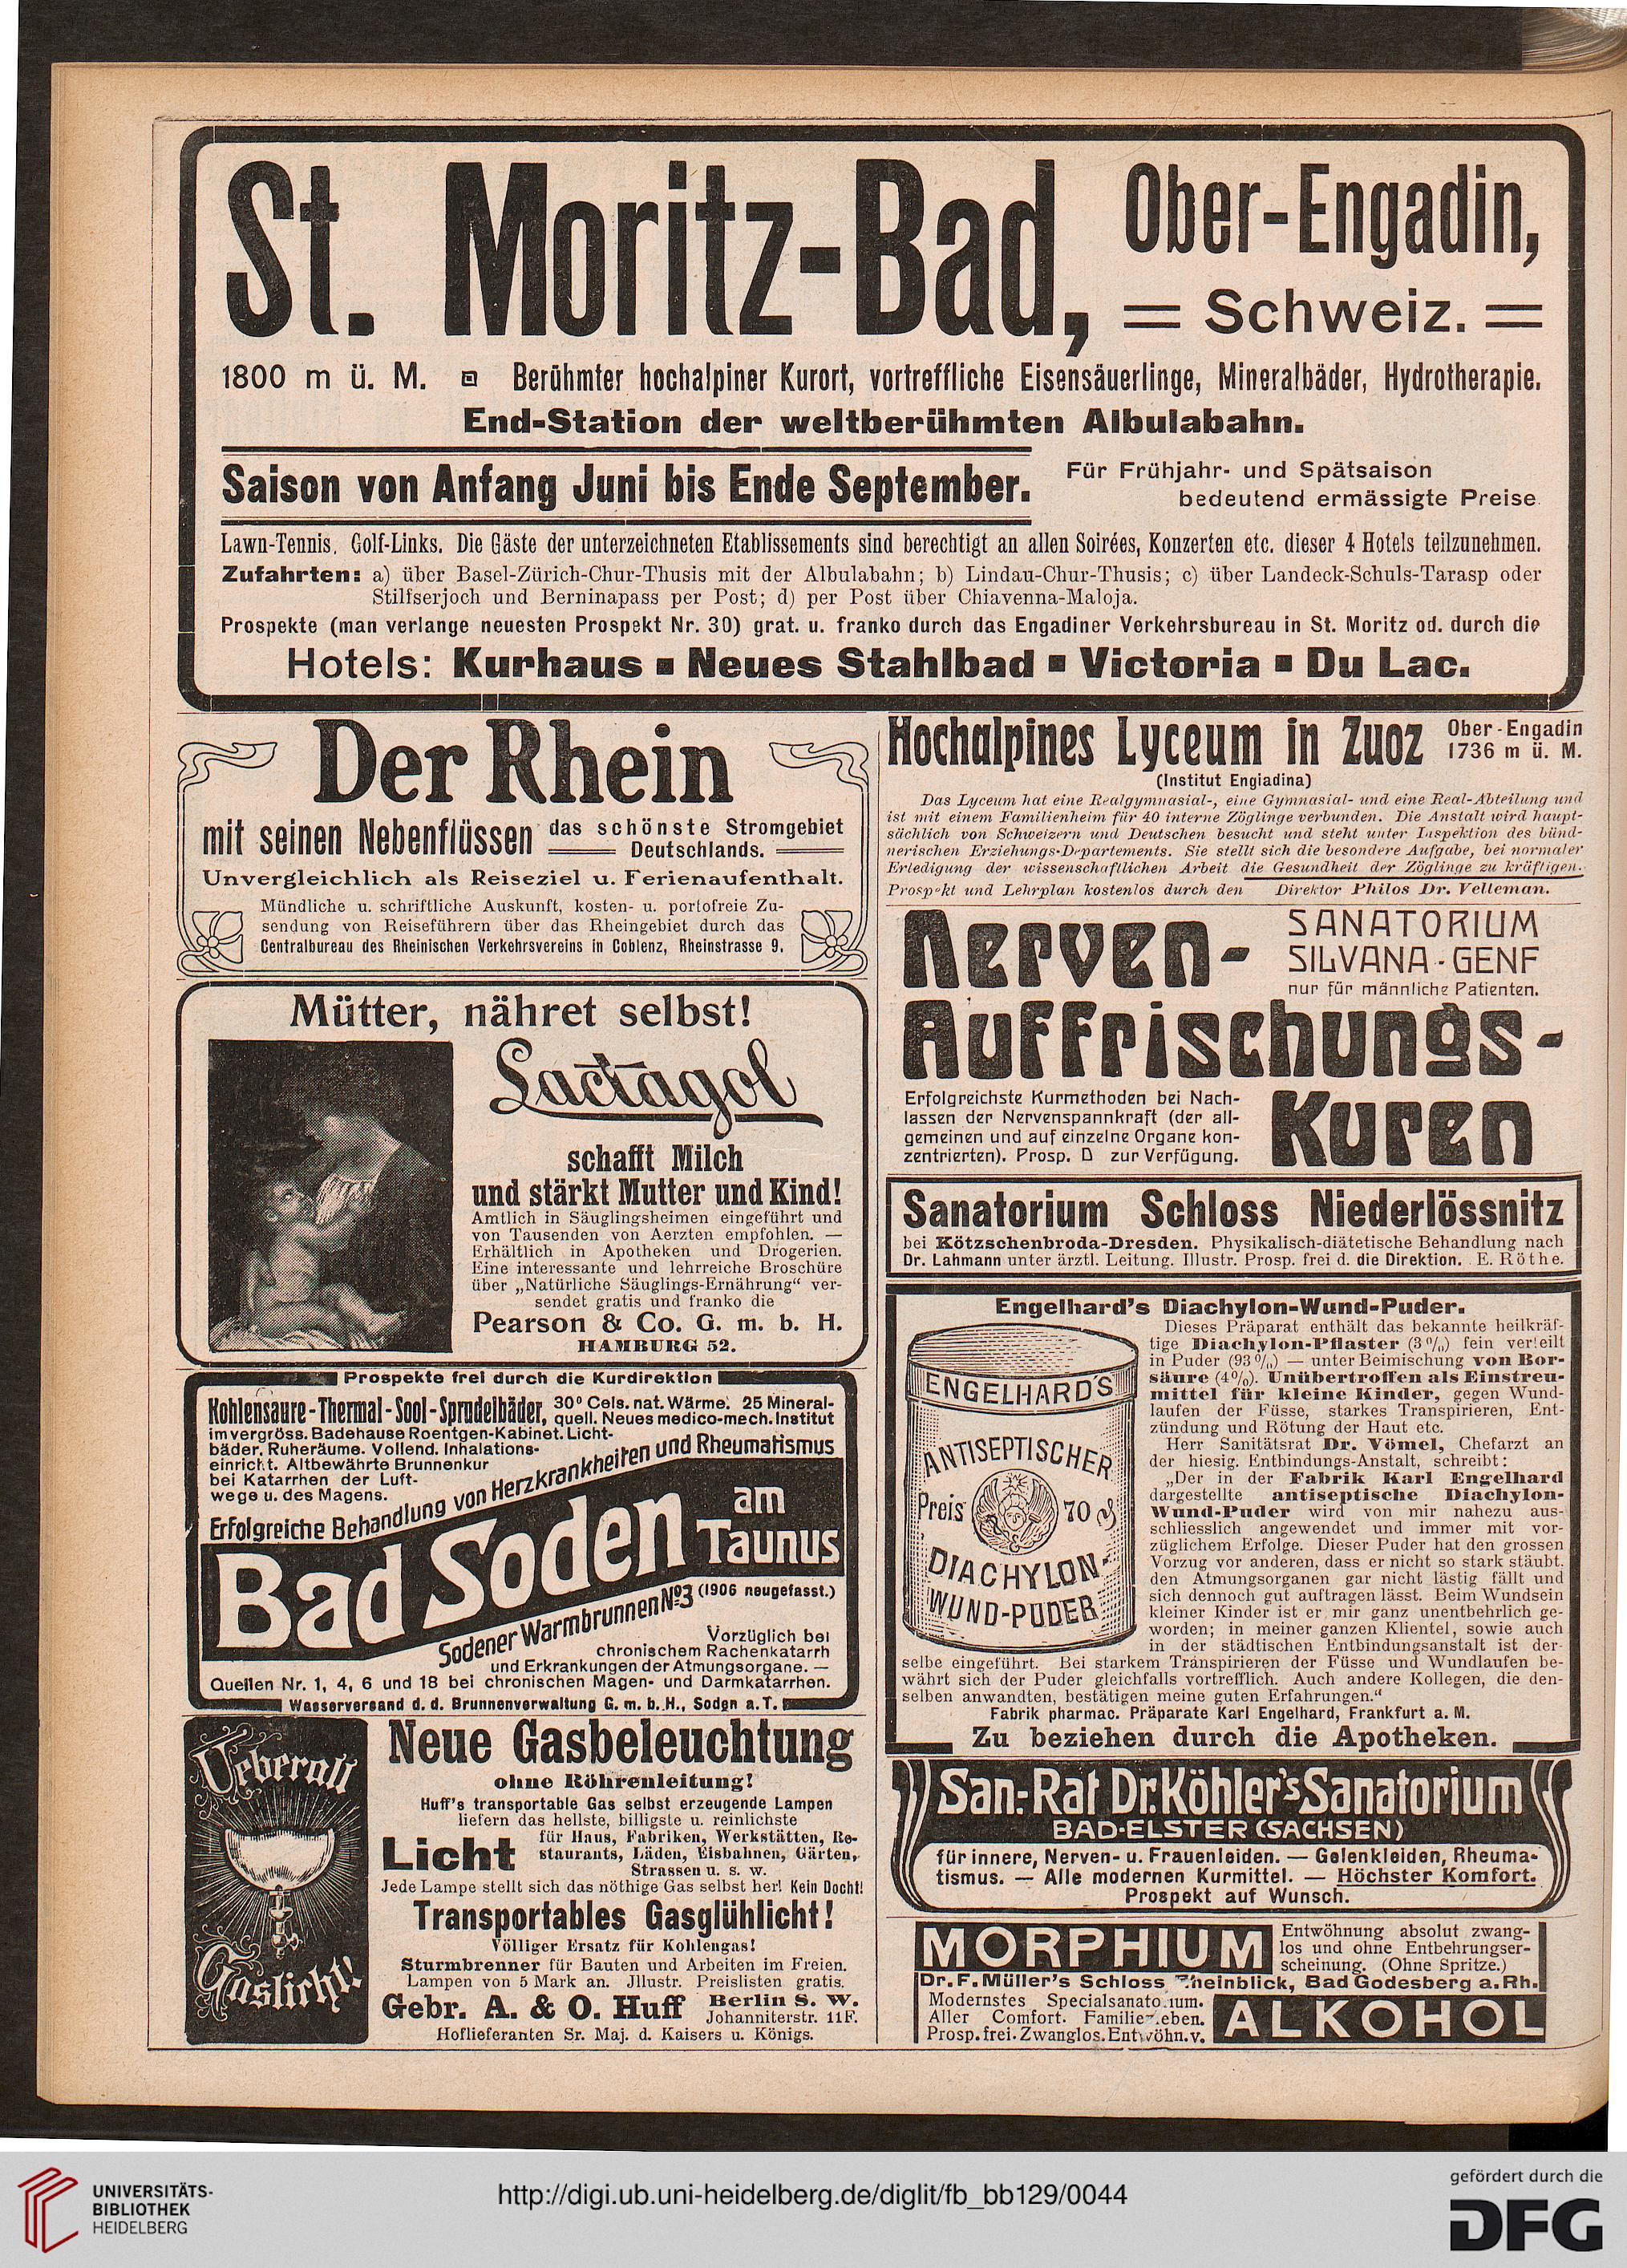 St. Moritz-Bad,
Ober-Engadin,
= Schweiz. =
1800 m ü. M. Berühmter hochalpiner Kurort, vortreffliche Eisensäuerlinge, Mineralbäder, Hydrotherapie.
End-Station der weltberühmten Albulabahn.
Saison von Anfang Juni bis Ende September.
Für Frühjahr- und Spätsaison
bedeutend ermässigte Preise.
Lawn-Tennis. Golf-Links. Die Gäste der unterzeichneten Etablissements sind berechtigt an allen Soirées, Konzerten etc. dieser 4 Hotels teilzunehmen.
Zufahrten: a) über Basel-Zürich-Chur-Thusis mit der Albulabahn; b) Lindau-Chur-Thusis; c) über Landeck-Schuls-Tarasp oder
Stilfserjoch und Berninapass per Post; d) per Post über Chiavenna-Maloja.
Prospekte (man verlange neuesten Prospekt Nr. 30) grat. u. franko durch das Engadiner Verkehrsbureau in St. Moritz od. durch die
Hotels: Kurhaus ▪ Neues Stahlbad ▪ Victoria ▪ Du Lac.
Der Rhein
mit seinen Nebenflüssen
das schönste Stromgebiet
Deutschlands.
Unvergleichlich als Reiseziel u. Ferienaufenthalt.
Mündliche u. schriftliche Auskunft, kosten- u. portofreie Zu-
sendung von Reiseführern über das Rheingebiet durch das
Centralbureau des Rheinischen Verkehrsvereins in Coblenz, Rheinstrasse 9.
Mütter, nähret selbst!
Lactagol
schafft Milch
und stärkt Mutter und Kind!
Amtlich in Säuglingsheimen eingeführt und
von Tausenden von Aerzten empfohlen. —
Erhältlich in Apotheken und Drogerien.
Eine interessante und lehrreiche Broschüre
über „Natürliche Säuglings-Ernährung“ ver-
sendet gratis und franko die
Pearson & Co. G. m. b. H.
HAMBURG 52.
Prospekte frei durch die Kurdirektion
Kohlensäure-Thermal-Sool-Sprudelbäder,
30° Cels. nat. Wärme. 25 Mineral-
quell. Neues medico-mech. Institut
im vergröss. Badehause Roentgen-Kabinet. Licht-
bäder. Ruheräume. Vollend. Inhalations-
einricht. Altbewährte Brunnenkur
bei Katarrhen der Luft-
wege u. des Magens.
Erfolgreiche Behandlung von Herzkrankheiten und Rheumatismus
Bad Soden am Taunus
Sodener Warmbrunnen No. 3 (1906 neugefasst.)
Vorzüglich bei
chronischem Rachenkatarrh
und Erkrankungen der Atmungsorgane. —
Quellen Nr. 1, 4, 6 und 18 bei chronischen Magen- und Darmkatarrhen.
Wasserversand d. d. Brunnenverwaltung G. m. b. H., Soden a. T.
Ueberall
Gaslicht!
Neue Gasbeleuchtung
ohne Röhrenleitung!
Huff's transportable Gas selbst erzeugende Lampen
liefern das hellste, billigste u. reinlichste
Licht
für Haus, Fabriken, Werkstätten, Re-
staurants, Läden, Eisbahnen, Gärten,
Strassen u. s. w.
Jede Lampe stellt sich das nöthige Gas selbst her! Kein Docht!
Transportables Gasglühlicht!
Völliger Ersatz für Kohlengas!
Sturmbrenner für Bauten und Arbeiten im Freien.
Lampen von 5 Mark an. Jllustr. Preislisten gratis.
Gebr. A. & O. Huff
Berlin S. W.
Johanniterstr. 11F.
Hoflieferanten Sr. Maj. d. Kaisers u. Königs.
Hochalpines Lyceum in Zuoz
Ober-Engadin
1736 m ü. M.
(Institut Engiadina)
Das Lyceum hat eine Realgymnasial-, eine Gymnasial- und eine Real-Abteilung und
ist mit einem Familienheim für 40 interne Zöglinge verbunden. Die Anstalt wird haupt-
sächlich von Schweizern und Deutschen besucht und steht unter Inspektion des bünd-
nerischen Erziehungs-Departements. Sie stellt sich die besondere Aufgabe, bei normaler
Erledigung der wissenschaftlichen Arbeit die Gesundheit der Zöglinge zu kräftigen.
Prospekt und Lehrplan kostenlos durch den Direktor Philos Dr. Velleman.
Nerven-
SANATORIUM
SILVANA-GENF
nur für männliche Patienten.
Auffrischungs-
Erfolgreichste Kurmethoden bei Nach-
lassen der Nervenspannkraft (der all-
gemeinen und auf einzelne Organe kon-
zentrierten). Prosp. D zur Verfügung.
Kuren
Sanatorium Schloss Niederlössnitz
bei Kötzschenbroda-Dresden. Physikalisch-diätetische Behandlung nach
Dr. Lahmann unter ärztl. Leitung. Illustr. Prosp. frei d. die Direktion. E. Röthe.
Engelhard's Diachylon-Wund-Puder.
ENGELHARD'S
ANTISEPTISCHER
Preis 70 ₰
DIACHYLON-
WUND-PUDER
Dieses Präparat enthält das bekannte heilkräf-
tige Diachylon-Pflaster (3%) fein verteilt
in Puder (93%) — unter Beimischung von Bor-
säure (4%). Unübertroffen als Einstreu-
mittel für kleine Kinder, gegen Wund-
laufen der Füsse, starkes Transpirieren, Ent-
zündung und Rötung der Haut etc.
Herr Sanitätsrat Dr. Vömel, Chefarzt an
der hiesig. Entbindungs-Anstalt, schreibt:
„Der in der Fabrik Karl Engelhard
dargestellte antiseptische Diachylon-
Wund-Puder wird von mir nahezu aus-
schliesslich angewendet und immer mit vor-
züglichem Erfolge. Dieser Puder hat den grossen
Vorzug vor anderen, dass er nicht so stark stäubt.
den Atmungsorganen gar nicht lästig fällt und
sich dennoch gut auftragen lässt. Beim Wundsein
kleiner Kinder ist er mir ganz unentbehrlich ge-
worden; in meiner ganzen Klientel, sowie auch
in der städtischen Entbindungsanstalt ist der-
selbe eingeführt. Bei starkem Transpirieren der Füsse und Wundlaufen be-
währt sich der Puder gleichfalls vortrefflich. Auch andere Kollegen, die den-
selben anwandten, bestätigen meine guten Erfahrungen.“
Fabrik pharmac. Präparate Karl Engelhard, Frankfurt a. M.
Zu beziehen durch die Apotheken.
San.-Rat Dr. Köhler's Sanatorium
BAD-ELSTER (SACHSEN)
für innere, Nerven- u. Frauenleiden. — Gelenkleiden, Rheuma-
tismus. — Alle modernen Kurmittel. — Höchster Komfort.
Prospekt auf Wunsch.
MORPHIUM
Entwöhnung absolut zwang-
los und ohne Entbehrungser-
scheinung. (Ohne Spritze.)
Dr. F. Müller's Schloss Rheinblick, Bad Godesberg a. Rh.
Modernstes Specialsanatorium.
Aller Comfort. Familienleben.
Prosp. frei. Zwanglos. Entwöhn. v.
ALKOHOL
UNIVERSITÄTS-
BIBLIOTHEK
HEIDELBERG
http://digi.ub.uni-heidelberg.de/diglit/fb_bb129/0044
gefördert durch die
DFG